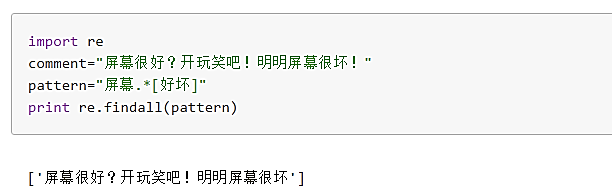 import re
comment="屏幕很好？开玩笑吧！明明屏幕很坏！"
pattern="屏幕.*[好坏]"
print re.findall(pattern)
['屏幕很好？开玩笑吧！明明屏幕很坏']